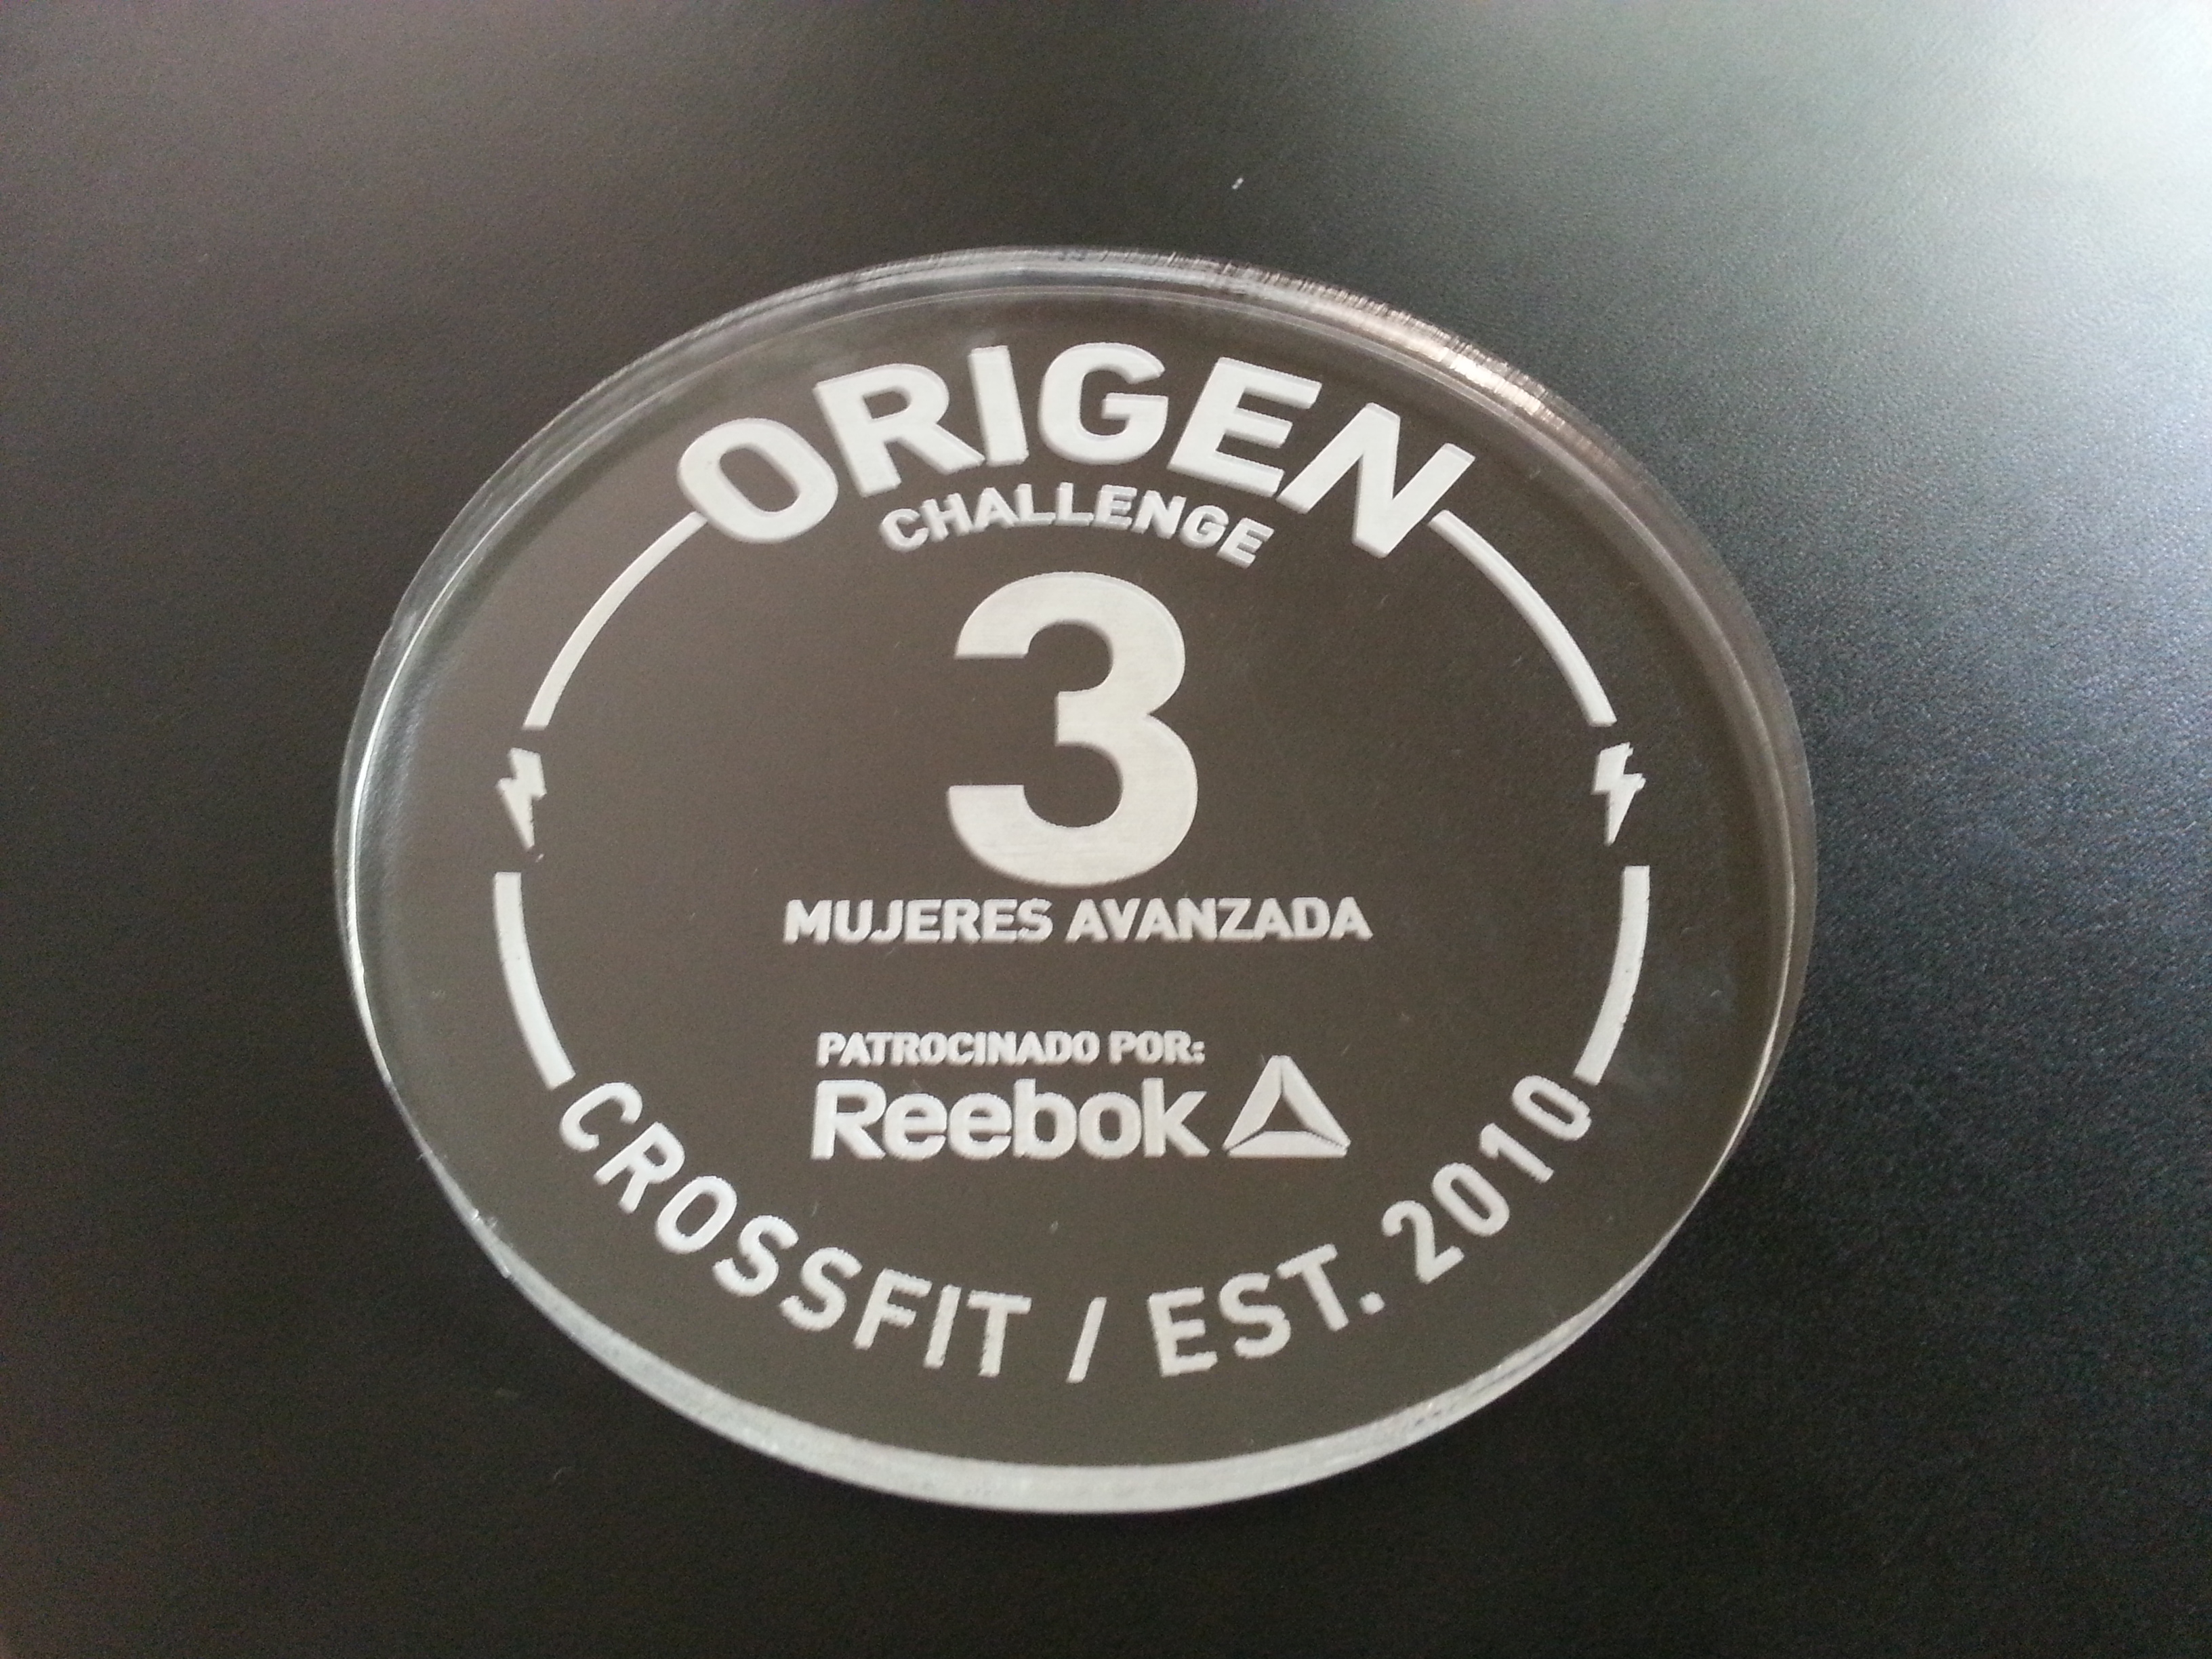 ORIGEN
CHALLENGE
3
MUJERES AVANZADA
PATROCINADO POR:
Reebok
CROSSFIT / EST. 2010